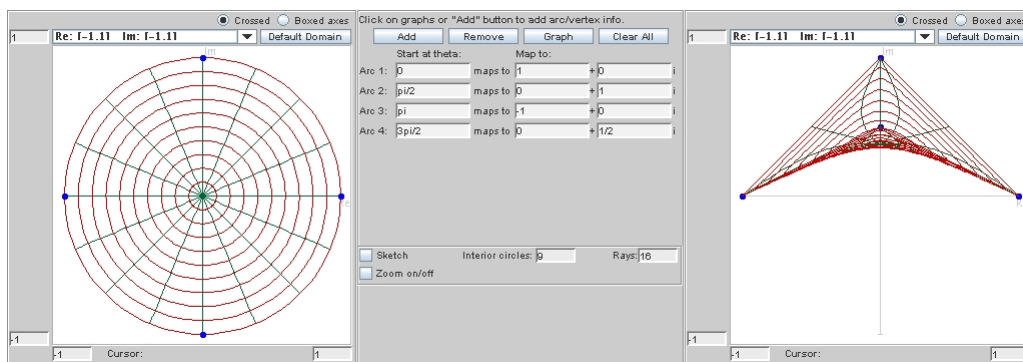 Crossed Boxed axes
1 Re: [-1,1] Im: [-1,1] Default Domain
Im
Re
-1
-1 Cursor: 1
Click on graphs or "Add" button to add arc/vertex info.
Add Remove Graph Clear All
Start at theta: Map to:
Arc 1: 0 maps to 1 + 0 i
Arc 2: pi/2 maps to 0 + 1 i
Arc 3: pi maps to -1 + 0 i
Arc 4: 3pi/2 maps to 0 + 1/2 i
Sketch Interior circles: 9 Rays: 16
Zoom on/off
Crossed Boxed axes
1 Re: [-1,1] Im: [-1,1] Default Domain
Im
-1
-1 Cursor: 1